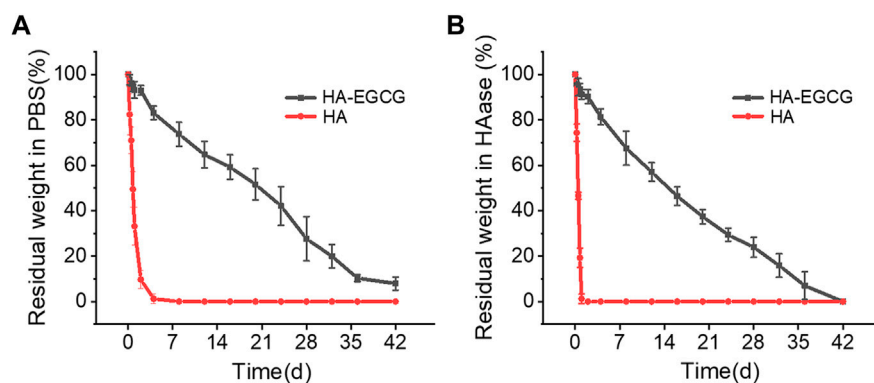 A
Residual weight in PBS(%)
100
80
60
40
20
0
HA-EGCG
HA
0 7 14 21 28 35 42
Time(d)
B
Residual weight in HAase (%)
100
80
60
40
20
0
HA-EGCG
HA
0 7 14 21 28 35 42
Time(d)